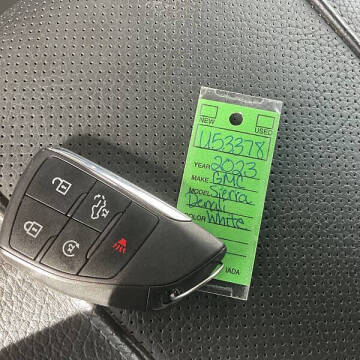 NEW
USED
U53378
YEAR 2023
MAKE GMC
MODEL Sierra
Denali
COLOR White
IADA